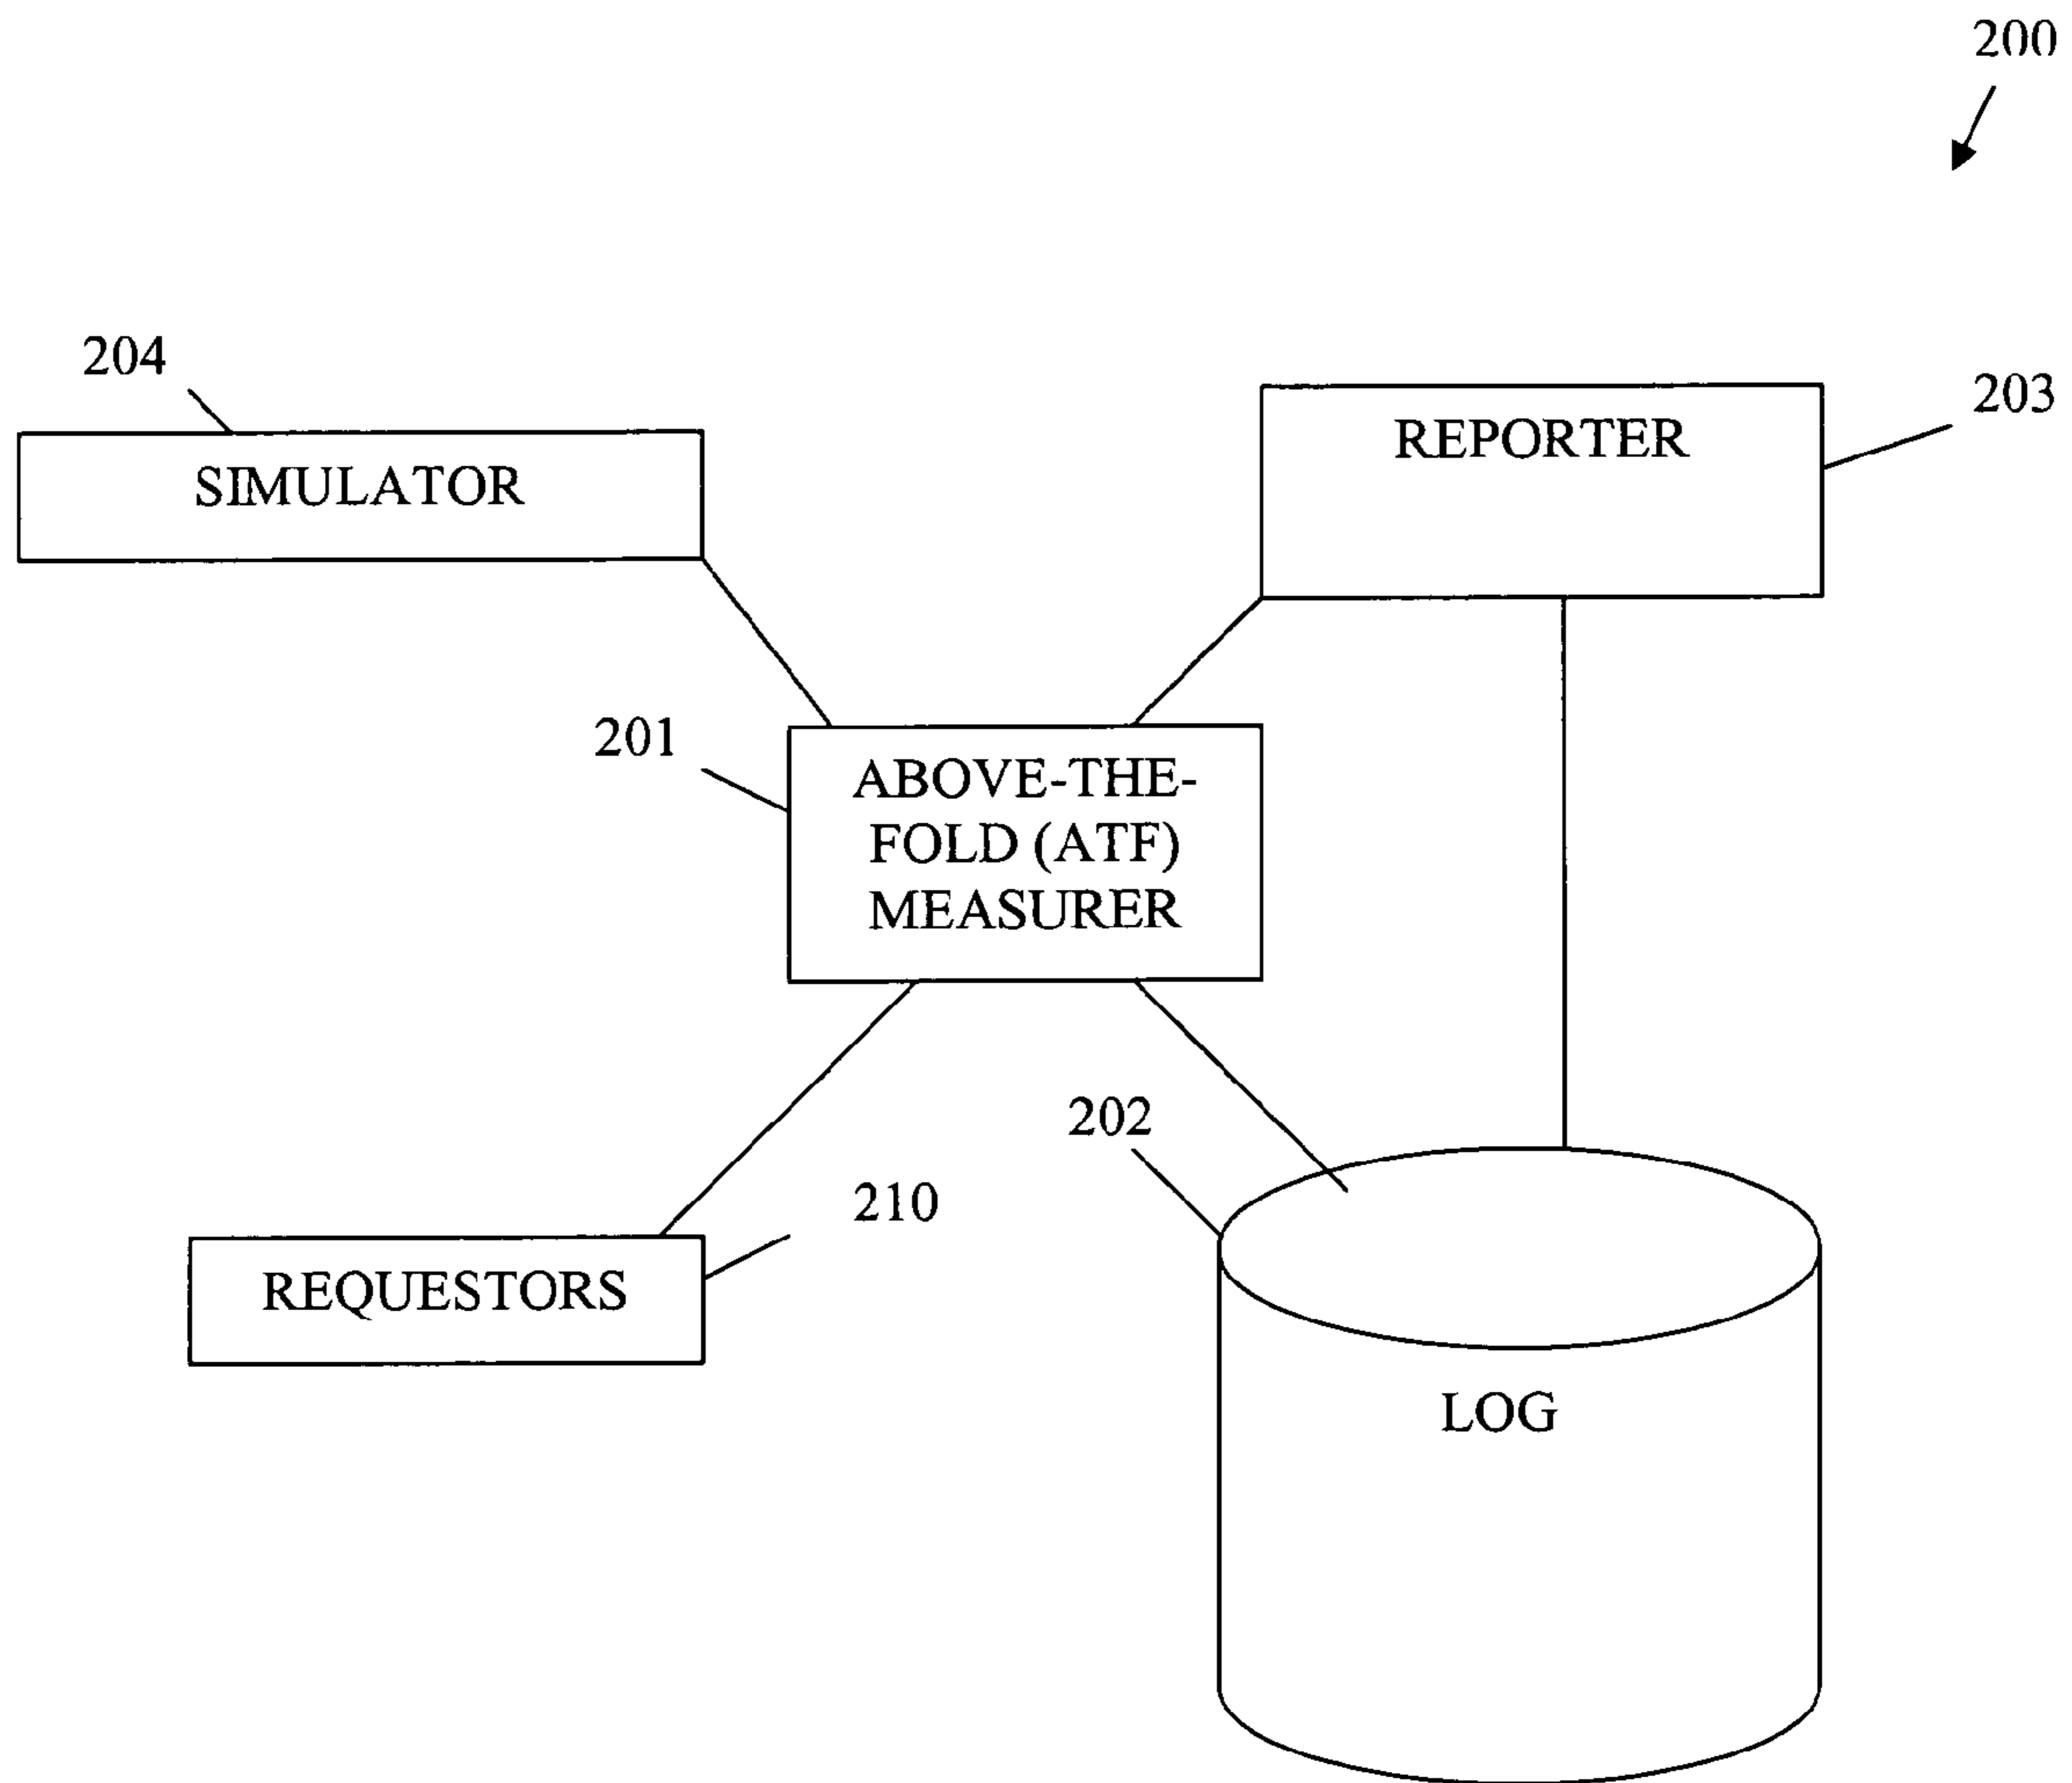 200
204
203
REPORTER
SIMULATOR
201
ABOVE-THE-
FOLD (ATF)
MEASURER
202
210
REQUESTORS
LOG